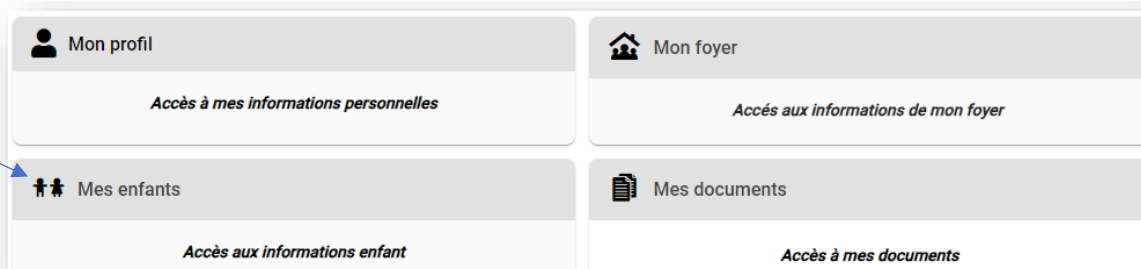 Mon profil
Accès à mes informations personnelles
Mon foyer
Accés aux informations de mon foyer
Mes enfants
Accès aux informations enfant
Mes documents
Accès à mes documents